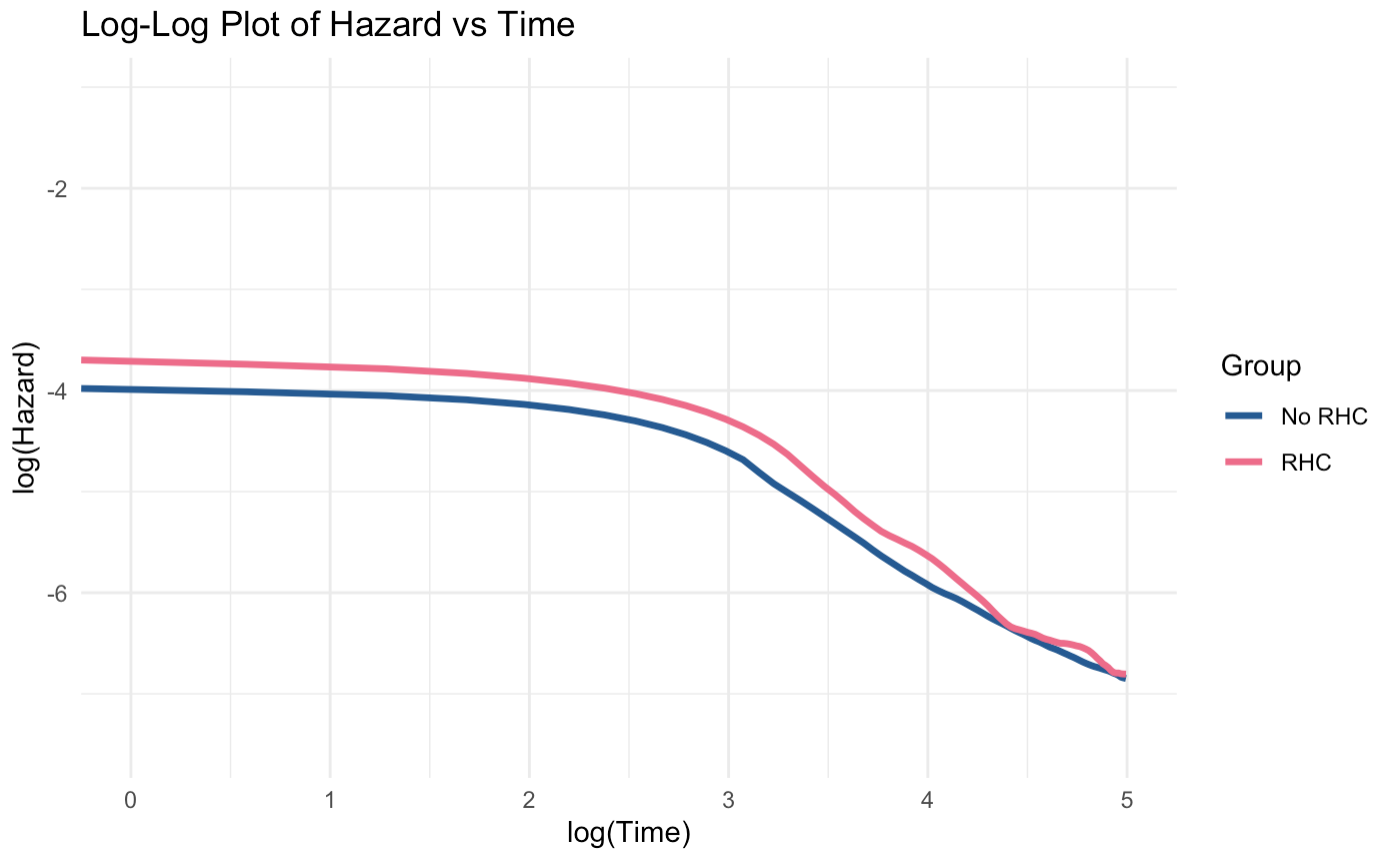 Log-Log Plot of Hazard vs Time
-2
-4
-6
log(Hazard)
0 1 2 3 4 5
log(Time)
Group
No RHC
RHC